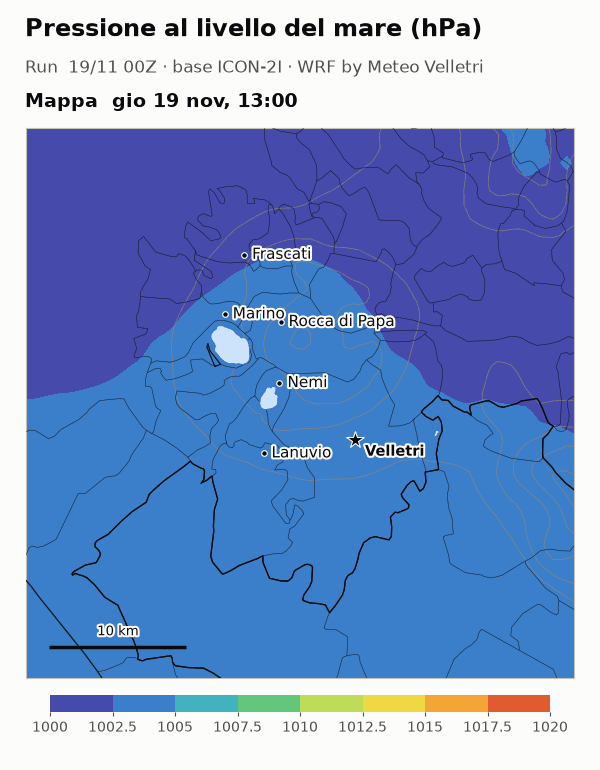 Pressione al livello del mare (hPa)
Run  19/11 00Z · base ICON-2I · WRF by Meteo Velletri
Mappa  gio 19 nov, 13:00
Frascati
Marino
Rocca di Papa
Nemi
Velletri
Lanuvio
10 km
1000 1002.5 1005 1007.5 1010 1012.5 1015 1017.5 1020